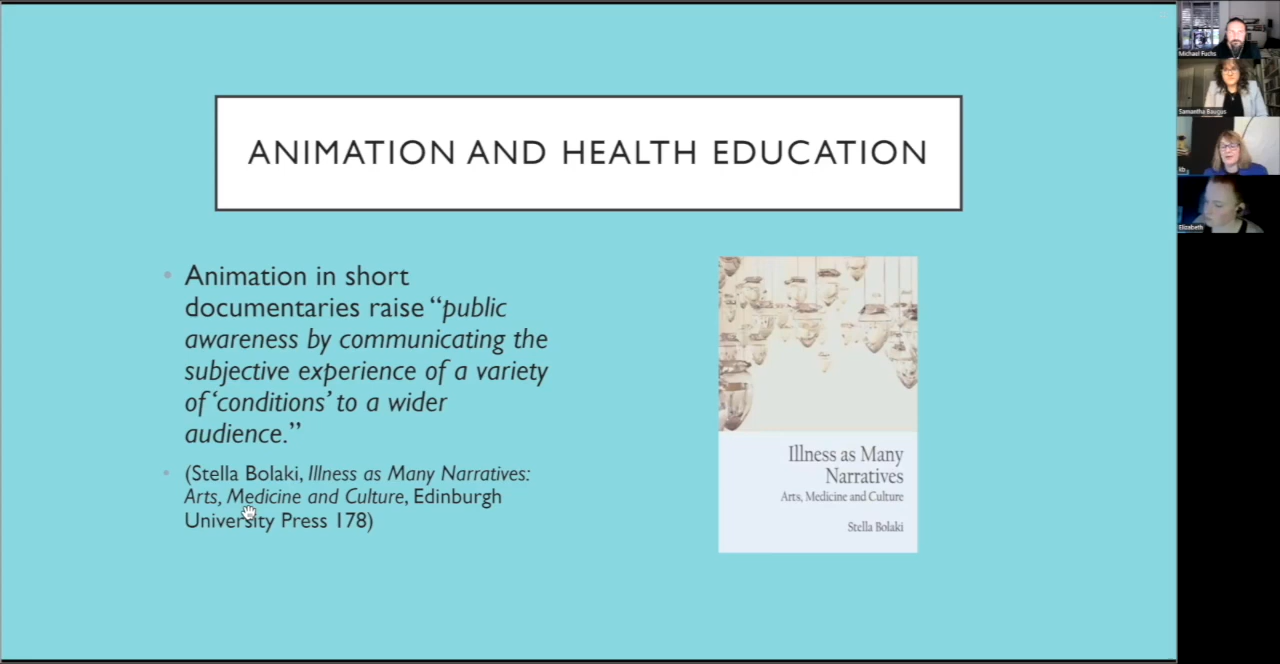 ANIMATION AND HEALTH EDUCATION
• Animation in short
documentaries raise “public
awareness by communicating the
subjective experience of a variety
of ‘conditions’ to a wider
audience.”
• (Stella Bolaki, Illness as Many Narratives:
Arts, Medicine and Culture, Edinburgh
University Press 178)
Illness as Many
Narratives
Arts, Medicine and Culture
Stella Bolaki
Michael Fuchs
Samantha Baugus
Elizabeth